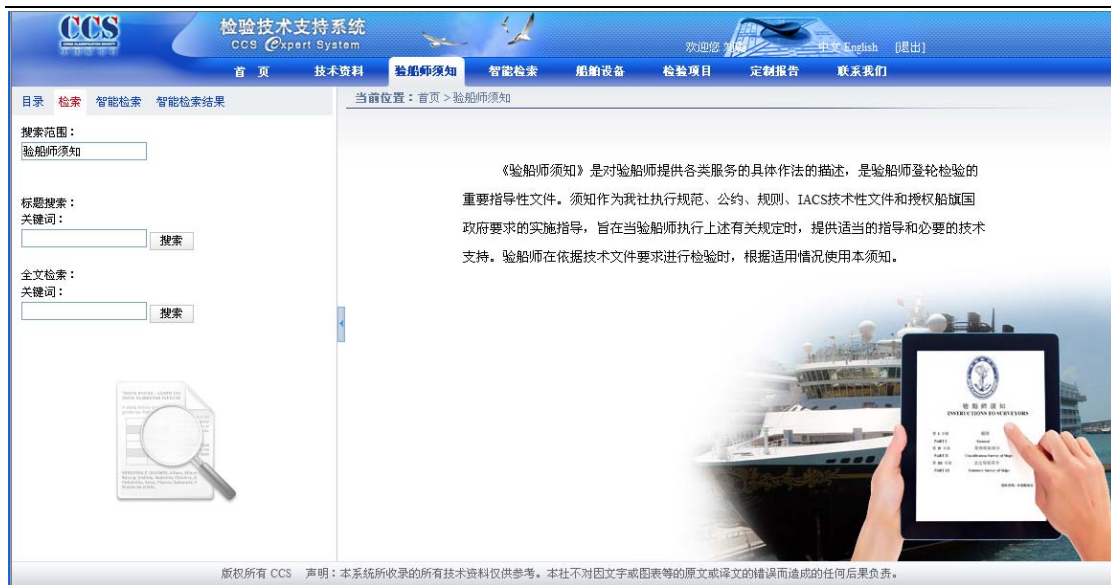 CCS
CHINA CLASSIFICATION SOCIETY
检验技术支持系统
CCS Expert System
欢迎您
中文 English [退出]
首 页 技术资料 验船师须知 智能检索 船舶设备 检验项目 定制报告 联系我们
目录 检索 智能检索 智能检索结果
当前位置：首页 > 验船师须知
搜索范围：
验船师须知
标题搜索：
关键词：
搜索
全文检索：
关键词：
搜索
《验船师须知》是对验船师提供各类服务的具体作法的描述，是验船师登轮检验的
重要指导性文件。须知作为我社执行规范、公约、规则、IACS技术性文件和授权船旗国
政府要求的实施指导，旨在当验船师执行上述有关规定时，提供适当的指导和必要的技术
支持。验船师在依据技术文件要求进行检验时，根据适用情况使用本须知。
验 船 师 须 知
INSTRUCTIONS TO SURVEYORS
PART I General
PART II Classification Survey of Ships
PART III Statutory Survey of Ships
版权所有 CCS 声明：本系统所收录的所有技术资料仅供参考。本社不对因文字或图表等的原文或译文的错误而造成的任何后果负责。